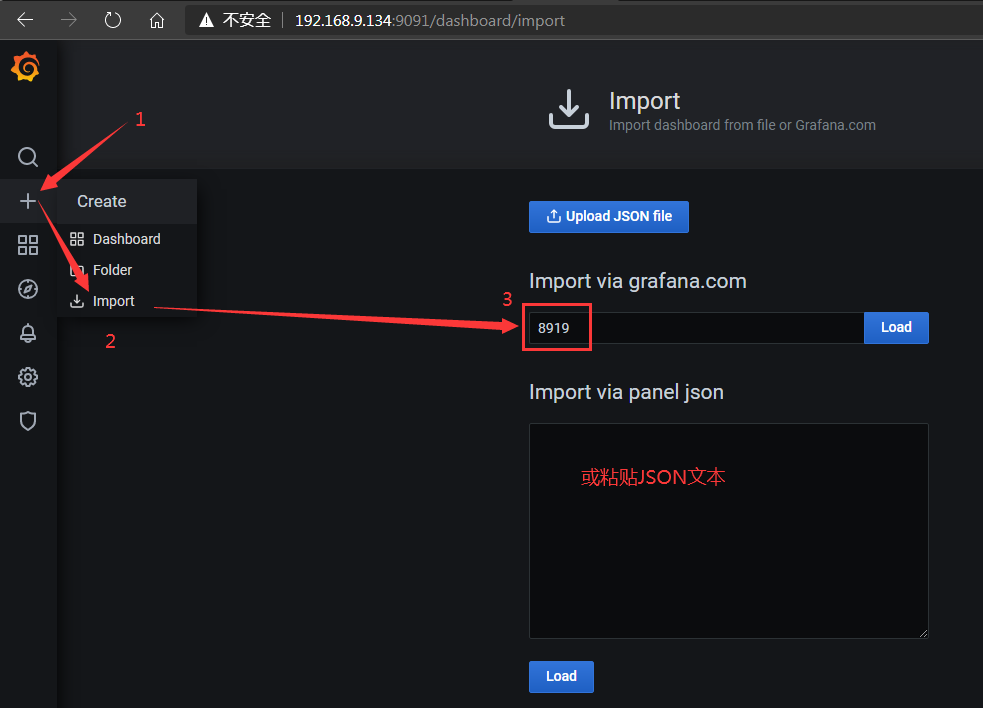 不安全 192.168.9.134:9091/dashboard/import
Import
Import dashboard from file or Grafana.com
1
Create
Dashboard
Folder
Import
2
Upload JSON file
Import via grafana.com
3
8919
Load
Import via panel json
或粘贴JSON文本
Load